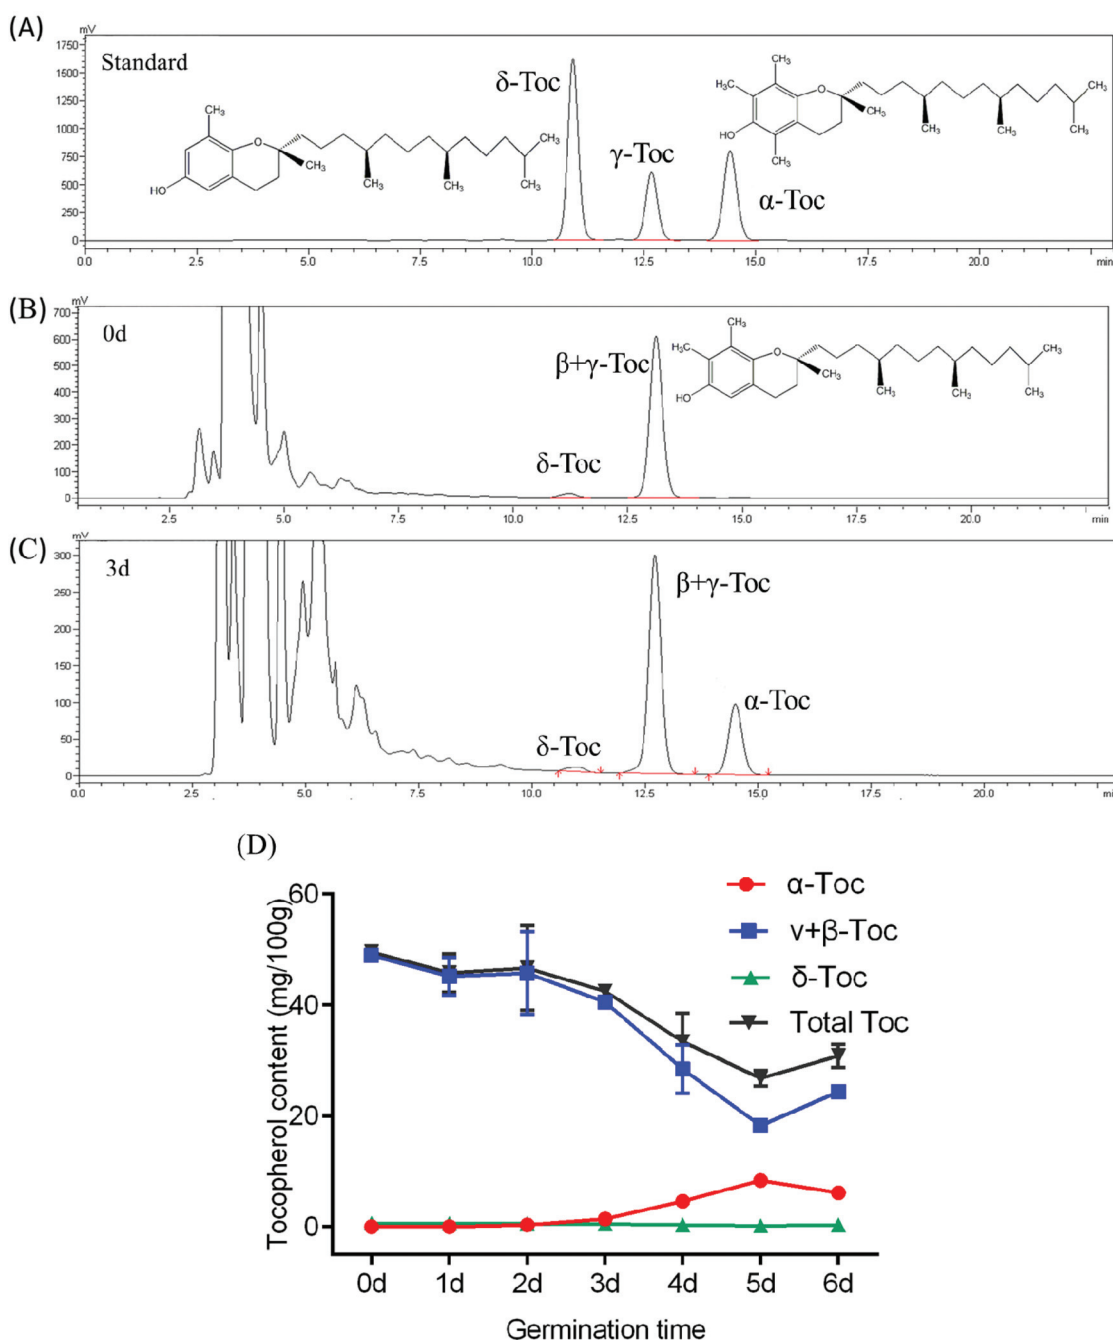 (A)
mV
1750
1500
1250
1000
750
500
250
0
Standard
δ-Toc
γ-Toc
α-Toc
CH₃
O
CH₃
HO
CH₃
CH₃
CH₃
CH₃
CH₃
H₃C
O
CH₃
HO
CH₃
CH₃
CH₃
CH₃
CH₃
0.0 2.5 5.0 7.5 10.0 12.5 15.0 17.5 20.0 min
(B)
mV
700
600
500
400
300
200
100
0
0d
β+γ-Toc
δ-Toc
CH₃
H₃C
O
CH₃
HO
CH₃
CH₃
CH₃
CH₃
2.5 5.0 7.5 10.0 12.5 15.0 17.5 20.0 min
(C)
mV
300
250
200
150
100
50
0
3d
β+γ-Toc
α-Toc
δ-Toc
0.0 2.5 5.0 7.5 10.0 12.5 15.0 17.5 20.0 mi
(D)
α-Toc
ν+β-Toc
δ-Toc
Total Toc
Tocopherol content (mg/100g)
60
40
20
0
0d 1d 2d 3d 4d 5d 6d
Germination time